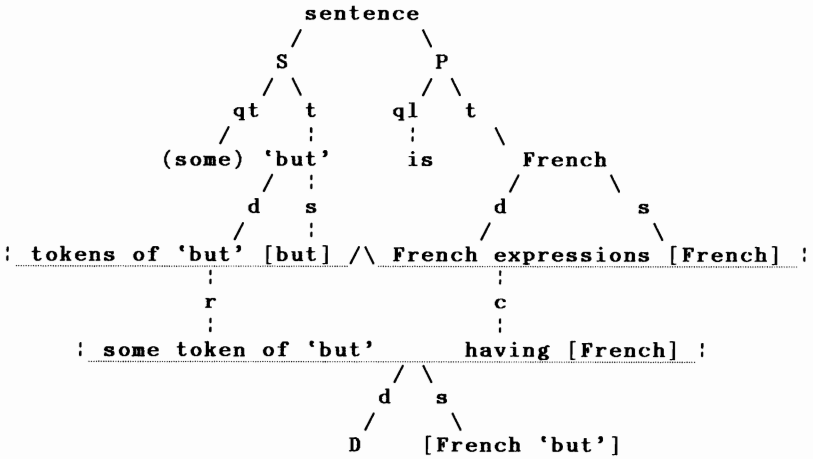 sentence
S P
qt t ql t
(some) ‘but’ is French
d s d s
tokens of ‘but’ [but] /\ French expressions [French]
r c
some token of ‘but’ having [French]
d s
D [French ‘but’]